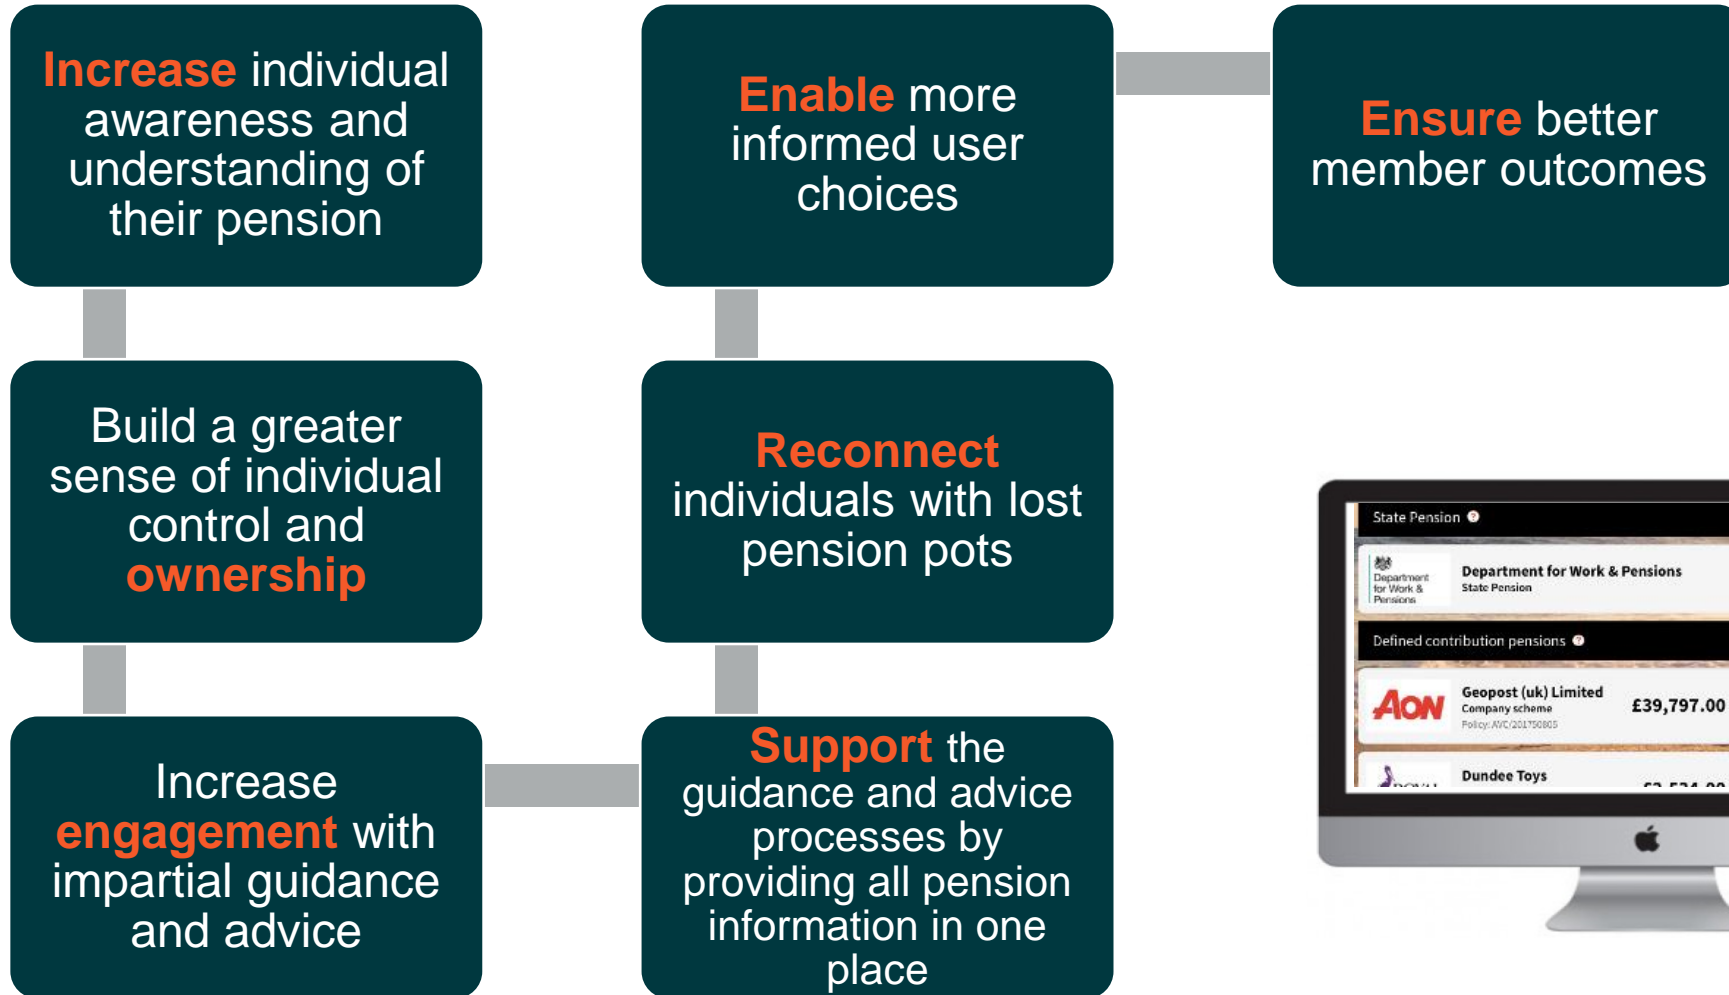 Increase individual
awareness and
understanding of
their pension
Build a greater
sense of individual
control and
ownership
Increase
engagement with
impartial guidance
and advice
Support the
guidance and advice
processes by
providing all pension
information in one
place
Reconnect
individuals with lost
pension pots
Enable more
informed user
choices
Ensure better
member outcomes
State Pension
Department
for Work &
Pensions
Department for Work & Pensions
State Pension
Defined contribution pensions
AON
Geopost (uk) Limited
Company scheme
Policy: AVC/201750805
£39,797.00
Dundee Toys